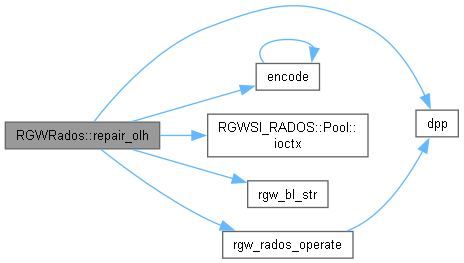 RGWRados::repair_olh
encode
RGWSI_RADOS::Pool::
ioctx
rgw_bl_str
rgw_rados_operate
dpp